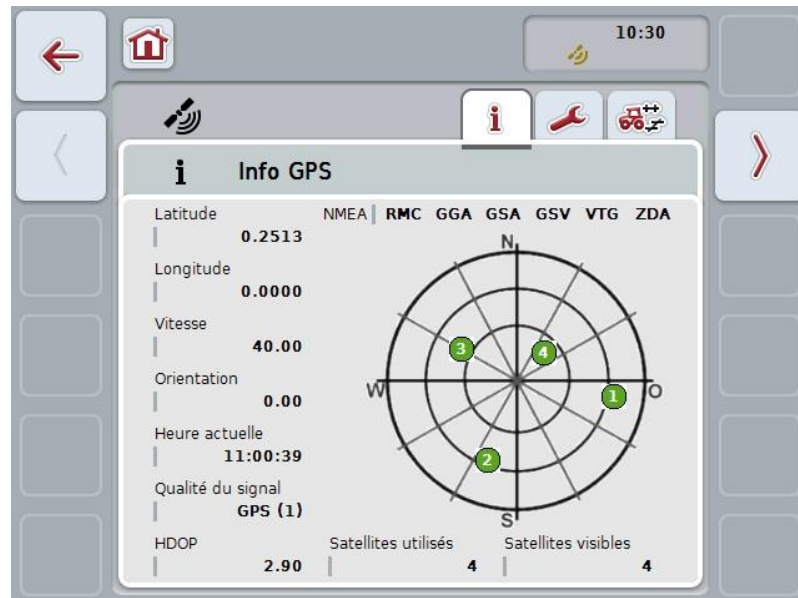 10:30
i
i Info GPS
Latitude
0.2513
Longitude
0.0000
Vitesse
40.00
Orientation
0.00
Heure actuelle
11:00:39
Qualité du signal
GPS (1)
HDOP
2.90
NMEA RMC GGA GSA GSV VTG ZDA
N
3
4
W
1
O
2
S
Satellites utilisés
4
Satellites visibles
4